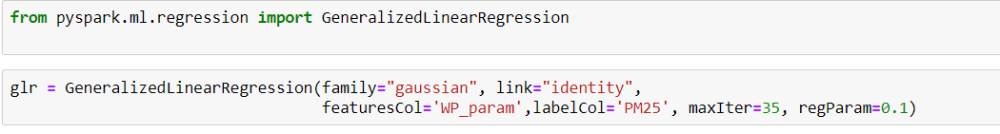 from pyspark.ml.regression import GeneralizedLinearRegression
glr = GeneralizedLinearRegression(family="gaussian", link="identity",
featuresCol='WP_param',labelCol='PM25', maxIter=35, regParam=0.1)